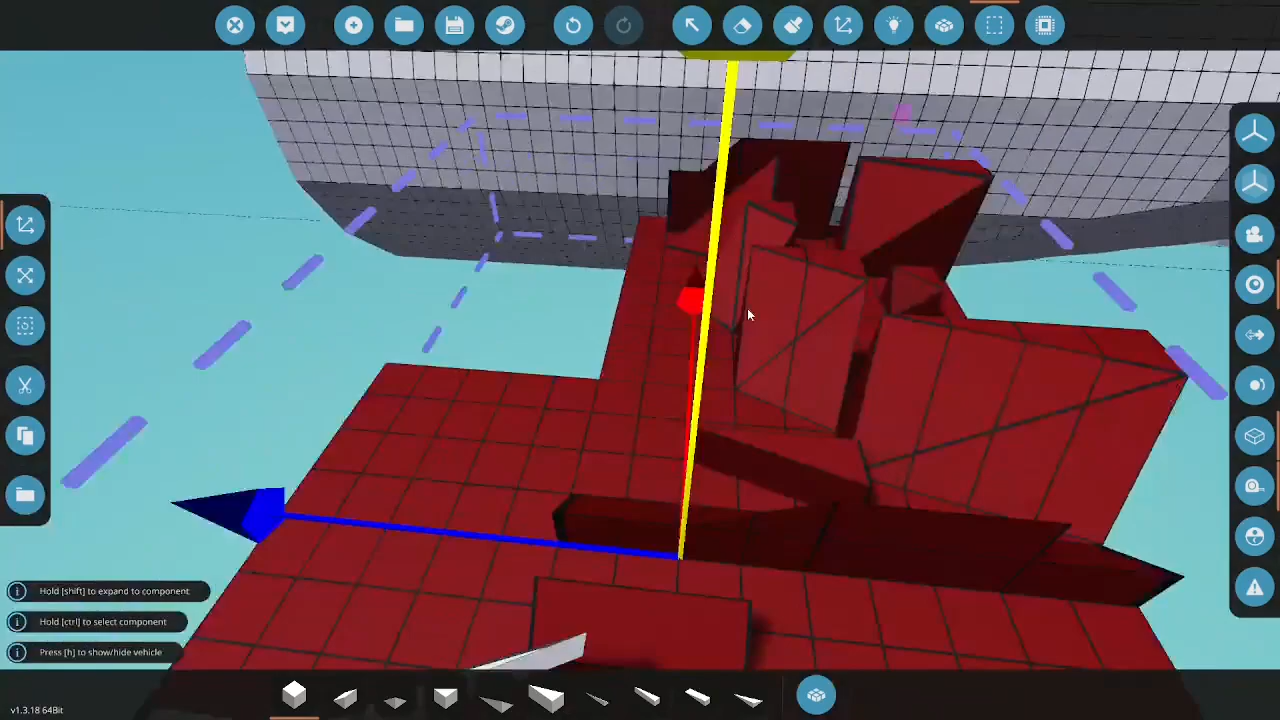 Hold [shift] to expand to component
Hold [ctrl] to select component
Press [h] to show/hide vehicle
v1.3.18 64Bit